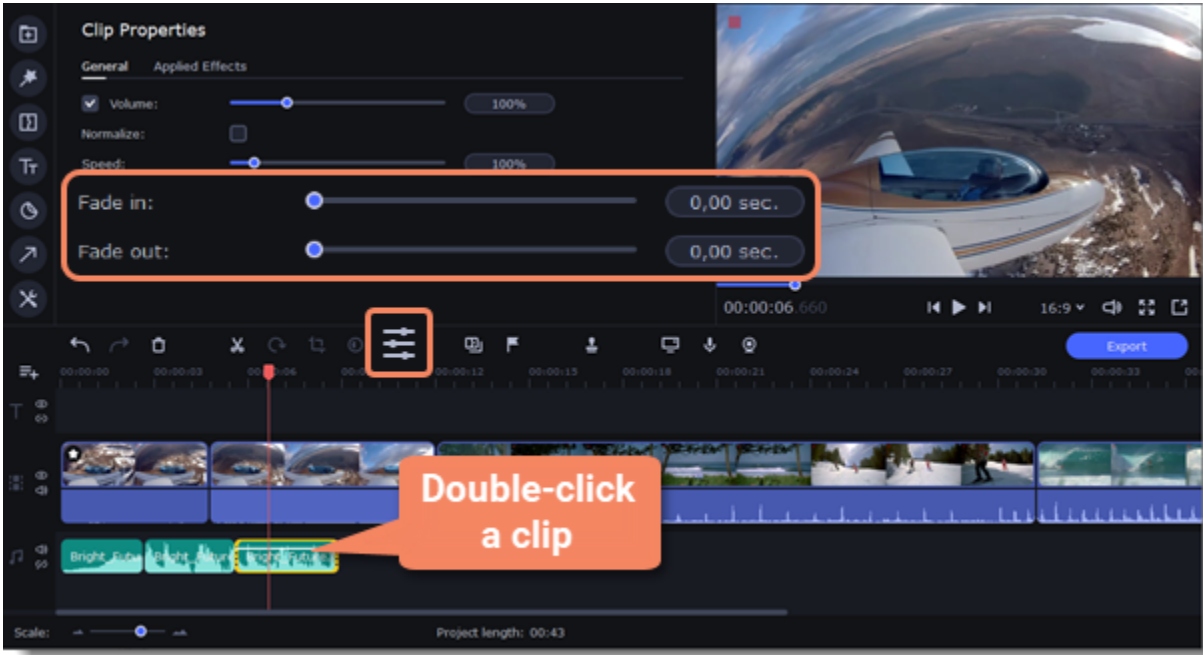 Clip Properties
General Applied Effects
Volume: 100%
Normalize:
Speed: 100%
Fade in: 0,00 sec.
Fade out: 0,00 sec.
00:00:06.660
16:9
Export
00:00:00 00:00:03 00:00:06 00:00:12 00:00:15 00:00:18 00:00:21 00:00:24 00:00:27 00:00:30 00:00:33
T
Double-click
a clip
Bright_Futu Bright_Future Bright_Future
Scale:
Project length: 00:43